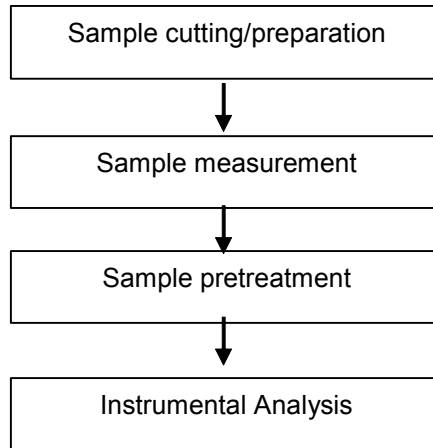 Sample cutting/preparation
Sample measurement
Sample pretreatment
Instrumental Analysis